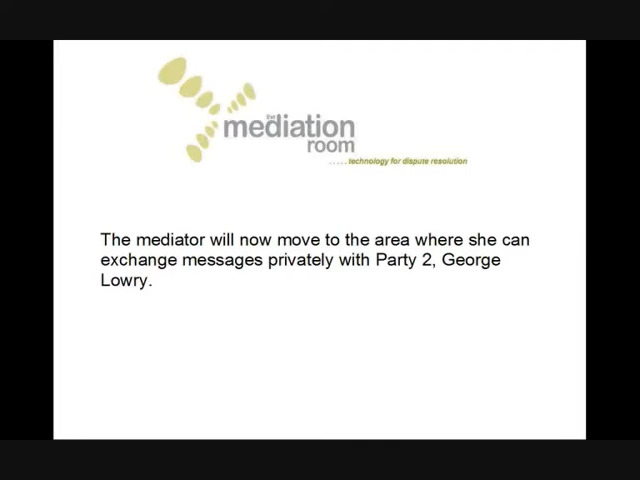 the
mediation
room
.....technology for dispute resolution
The mediator will now move to the area where she can
exchange messages privately with Party 2, George
Lowry.